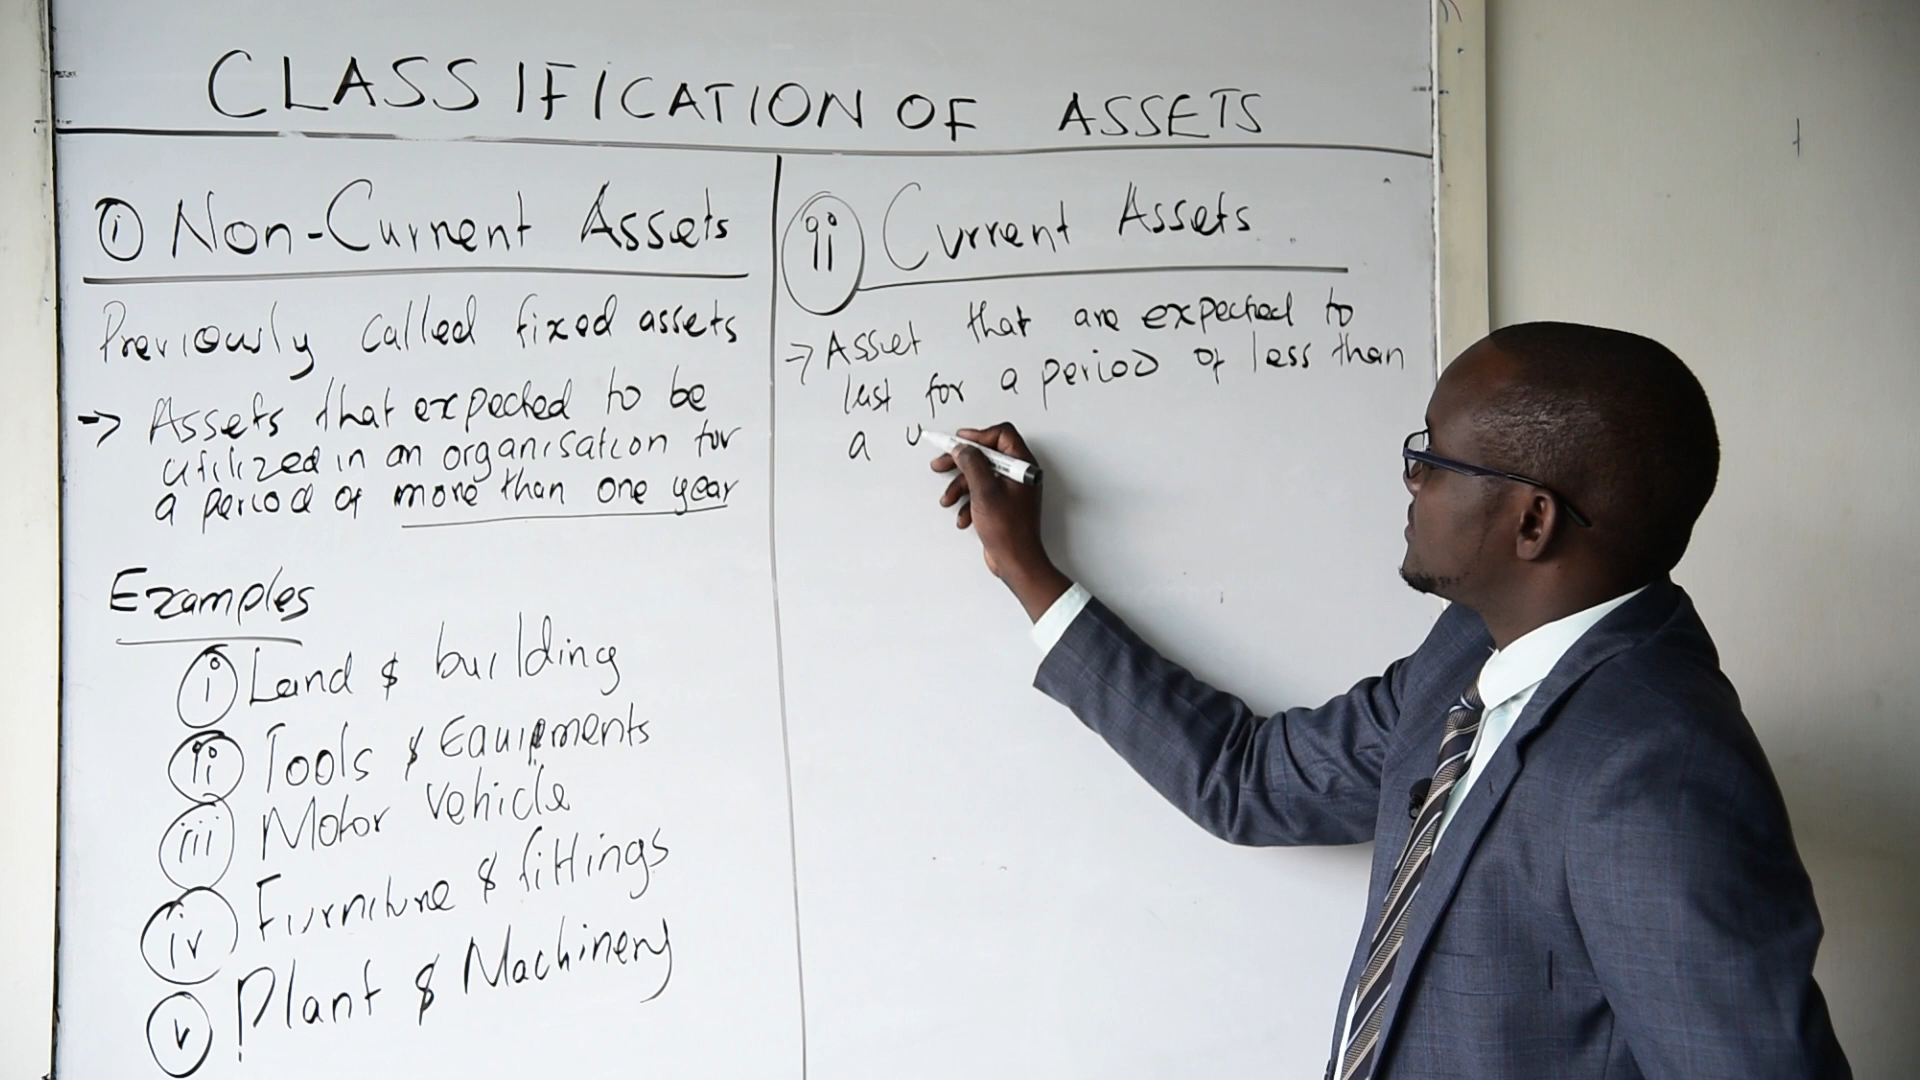 CLASSIFICATION OF ASSETS
i Non-Current Assets
Previously called fixed assets
→ Assets that expected to be
utilized in an organisation for
a period of more than one year
Examples
i Land & building
ii Tools & Equipments
iii Motor vehicle
iv Furniture & fittings
v Plant & Machinery
ii Current Assets
→ Asset that are expected to
last for a period of less than
a